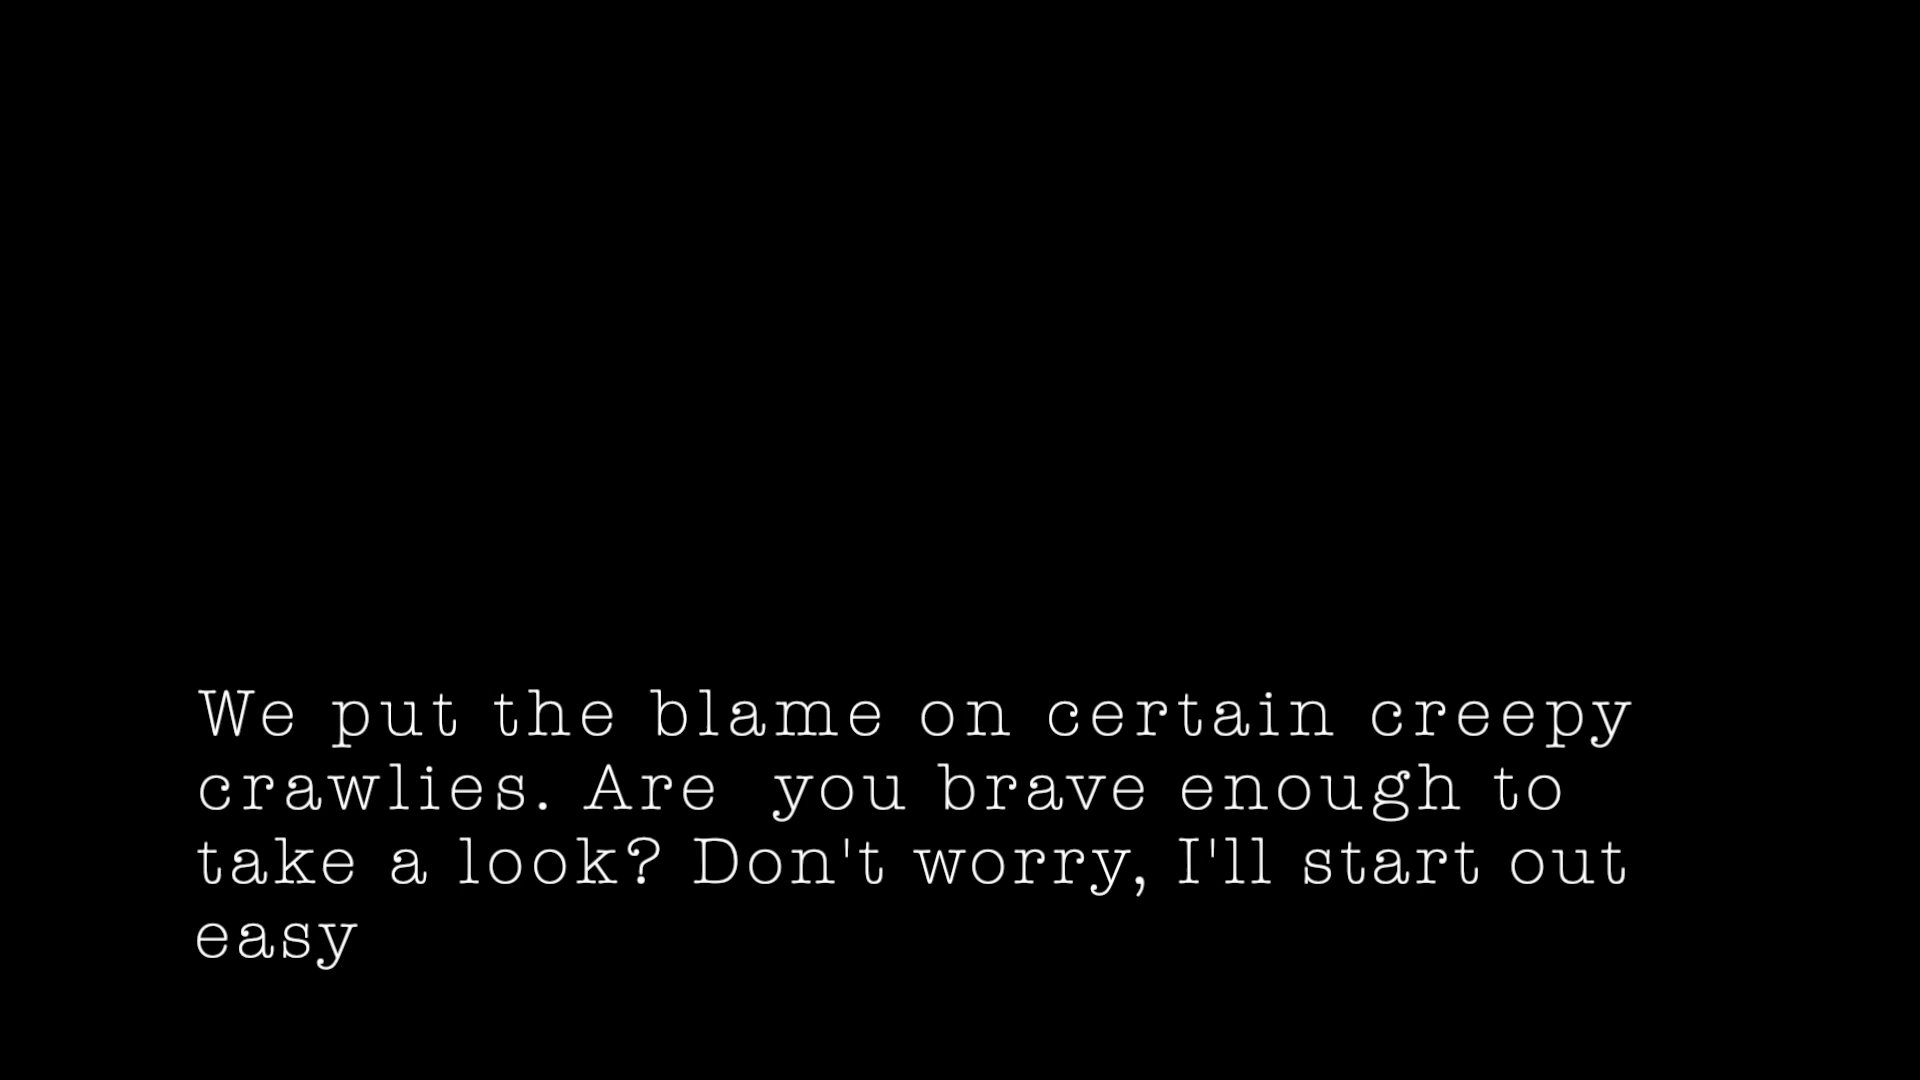 We put the blame on certain creepy
crawlies. Are  you brave enough to
take a look? Don't worry, I'll start out
easy